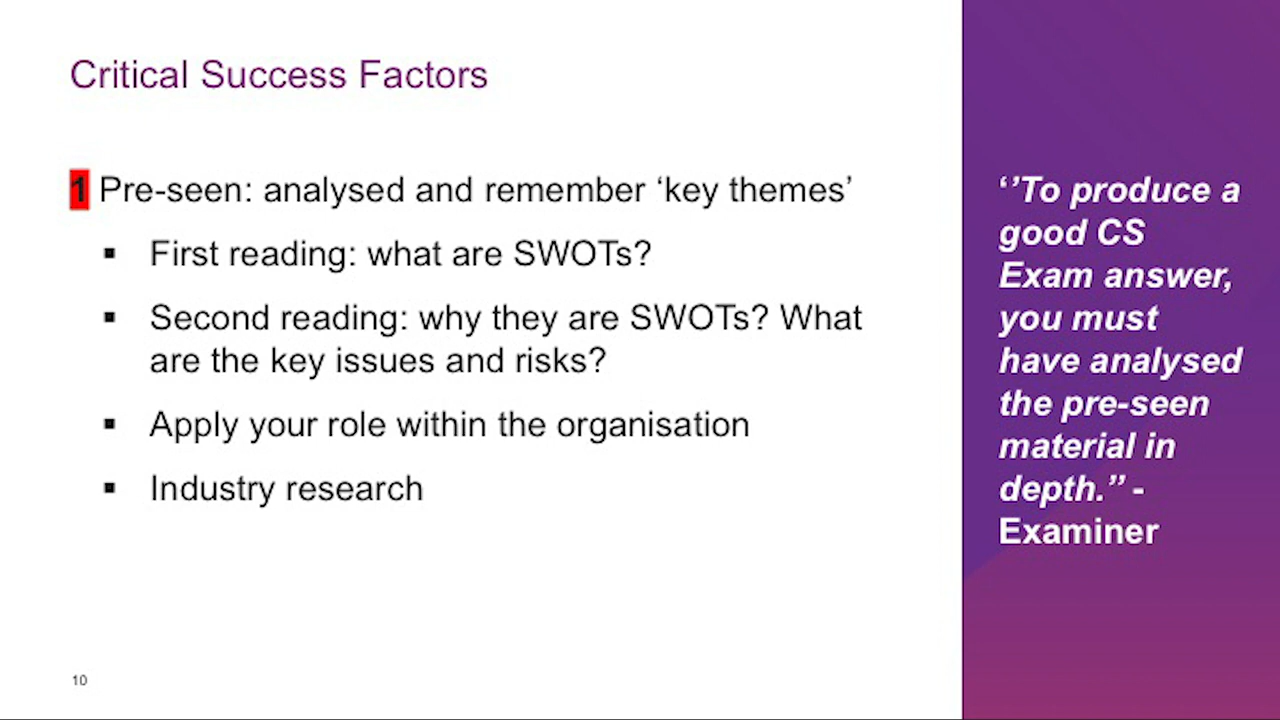 Critical Success Factors
1 Pre-seen: analysed and remember ‘key themes’
▪ First reading: what are SWOTs?
▪ Second reading: why they are SWOTs? What
are the key issues and risks?
▪ Apply your role within the organisation
▪ Industry research
‘’To produce a
good CS
Exam answer,
you must
have analysed
the pre-seen
material in
depth.’’ -
Examiner
10